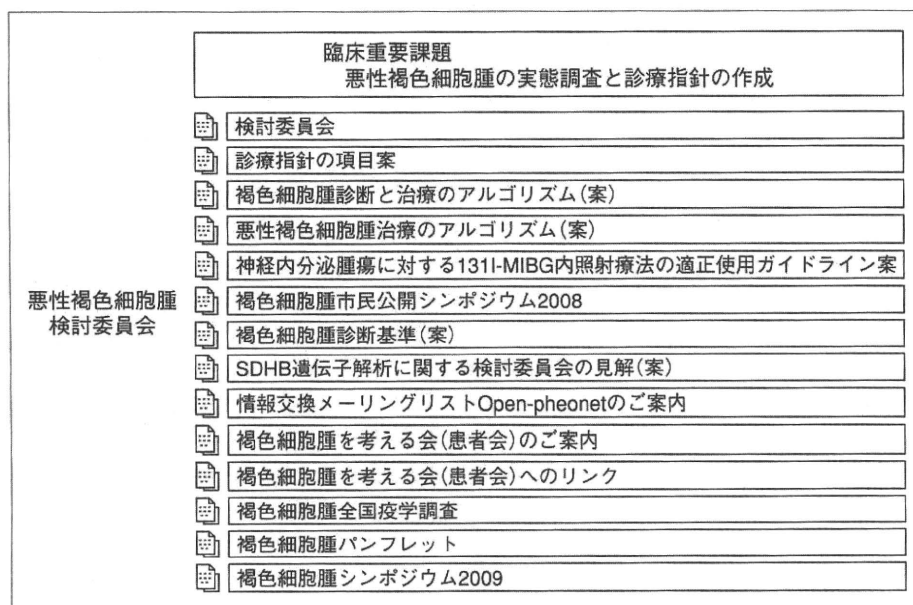 臨床重要課題
悪性褐色細胞腫の実態調査と診療指針の作成
検討委員会
診療指針の項目案
褐色細胞腫診断と治療のアルゴリズム(案)
悪性褐色細胞腫治療のアルゴリズム(案)
神経内分泌腫瘍に対する131I-MIBG内照射療法の適正使用ガイドライン案
悪性褐色細胞腫
検討委員会
褐色細胞腫市民公開シンポジウム2008
褐色細胞腫診断基準(案)
SDHB遺伝子解析に関する検討委員会の見解(案)
情報交換メーリングリストOpen-pheonetのご案内
褐色細胞腫を考える会(患者会)のご案内
褐色細胞腫を考える会(患者会)へのリンク
褐色細胞腫全国疫学調査
褐色細胞腫パンフレット
褐色細胞腫シンポジウム2009